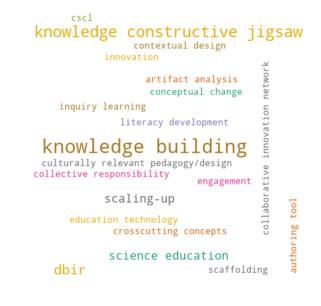 cscl
knowledge constructive jigsaw
contextual design
innovation
artifact analysis
conceptual change
inquiry learning
literacy development
knowledge building
culturally relevant pedagogy/design
collective responsibility
engagement
scaling-up
education technology
crosscutting concepts
science education
dbir
scaffolding
collaborative innovation network
authoring tool